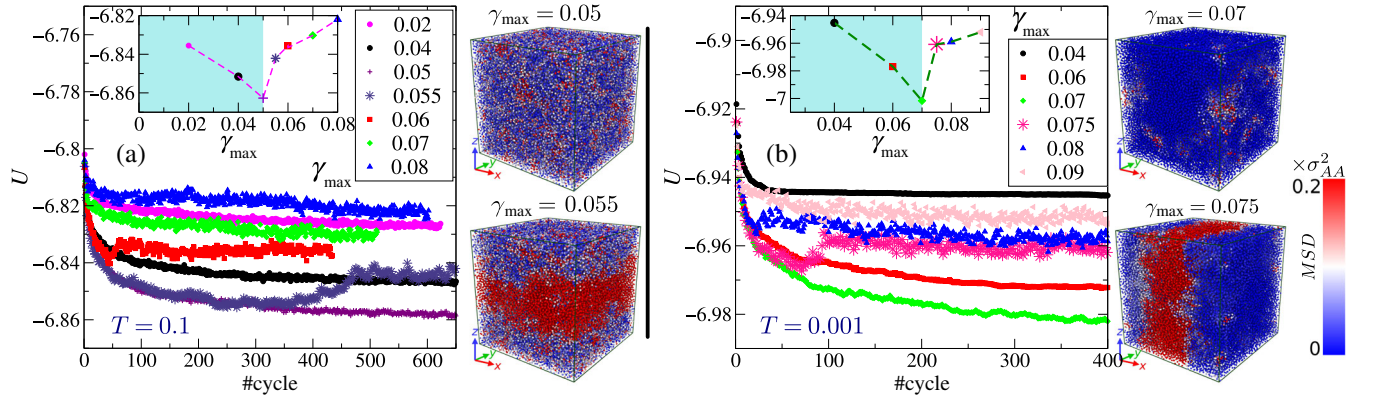 −6.76
−6.78
−6.8
−6.82
−6.84
−6.86
U
0 100 200 300 400 500 600
#cycle
(a)
T = 0.1
−6.82
−6.84
−6.86
0 0.02 0.04 0.06 0.08
γmax
γmax
0.02
0.04
0.05
0.055
0.06
0.07
0.08
γmax = 0.05
z y x
γmax = 0.055
z y x
−6.9
−6.92
−6.94
−6.96
−6.98
U
0 100 200 300 400
#cycle
(b)
T = 0.001
−6.94
−6.96
−6.98
−7
0.04 0.06 0.08
γmax
γmax
0.04
0.06
0.07
0.075
0.08
0.09
γmax = 0.07
z y x
γmax = 0.075
z y x
×σ²AA
0.2
MSD
0